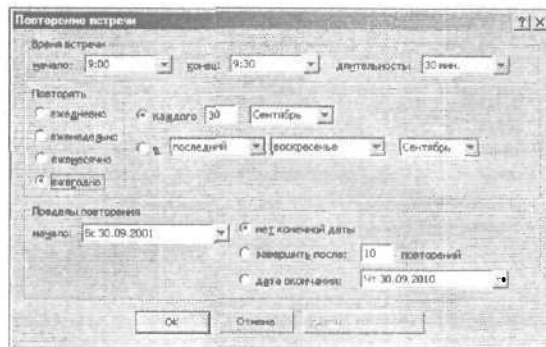 Повторение встречи
Время встречи
начало: 9:00 конец: 9:30 длительность: 30 мин.
Повторять
ежедневно каждого 30 Сентябрь
еженедельно
в последний воскресенье Сентябрь
ежемесячно
ежегодно
Пределы повторения
начало: Вс 30.09.2001 нет конечной даты
завершить после: 10 повторений
дата окончания: Чт 30.09.2010
ОК Отмена